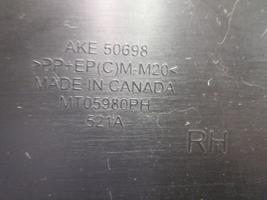 AKE 50698
>PP+EP(C)M-M20<
MADE IN CANADA
MT05980PH
521A
RH